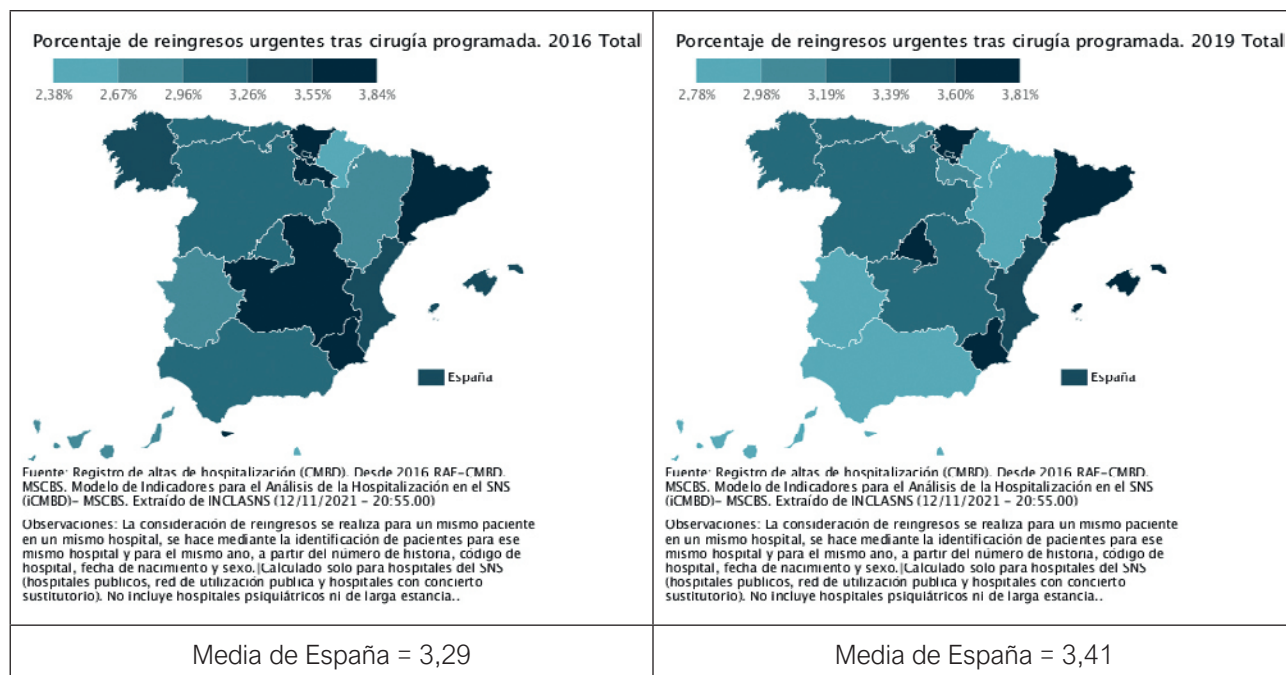 Porcentaje de reingresos urgentes tras cirugía programada. 2016 Total
2,38% 2,67% 2,96% 3,26% 3,55% 3,84%
España
Fuente: Registro de altas de hospitalización (CMBD). Desde 2016 RAE-CMBD.
MSCBS. Modelo de Indicadores para el Análisis de la Hospitalización en el SNS
(iCMBD)- MSCBS. Extraído de INCLASNS (12/11/2021 - 20:55.00)
Observaciones: La consideración de reingresos se realiza para un mismo paciente
en un mismo hospital, se hace mediante la identificación de pacientes para ese
mismo hospital y para el mismo ano, a partir del número de historia, código de
hospital, fecha de nacimiento y sexo.|Calculado solo para hospitales del SNS
(hospitales publicos, red de utilización publica y hospitales con concierto
sustitutorio). No incluye hospitales psiquiátricos ni de larga estancia..
Media de España = 3,29
Porcentaje de reingresos urgentes tras cirugía programada. 2019 Total
2,78% 2,98% 3,19% 3,39% 3,60% 3,81%
España
Fuente: Registro de altas de hospitalización (CMBD). Desde 2016 RAE-CMBD.
MSCBS. Modelo de Indicadores para el Análisis de la Hospitalización en el SNS
(iCMBD)- MSCBS. Extraído de INCLASNS (12/11/2021 - 20:55.00)
Observaciones: La consideración de reingresos se realiza para un mismo paciente
en un mismo hospital, se hace mediante la identificación de pacientes para ese
mismo hospital y para el mismo ano, a partir del número de historia, código de
hospital, fecha de nacimiento y sexo.|Calculado solo para hospitales del SNS
(hospitales publicos, red de utilización publica y hospitales con concierto
sustitutorio). No incluye hospitales psiquiátricos ni de larga estancia..
Media de España = 3,41